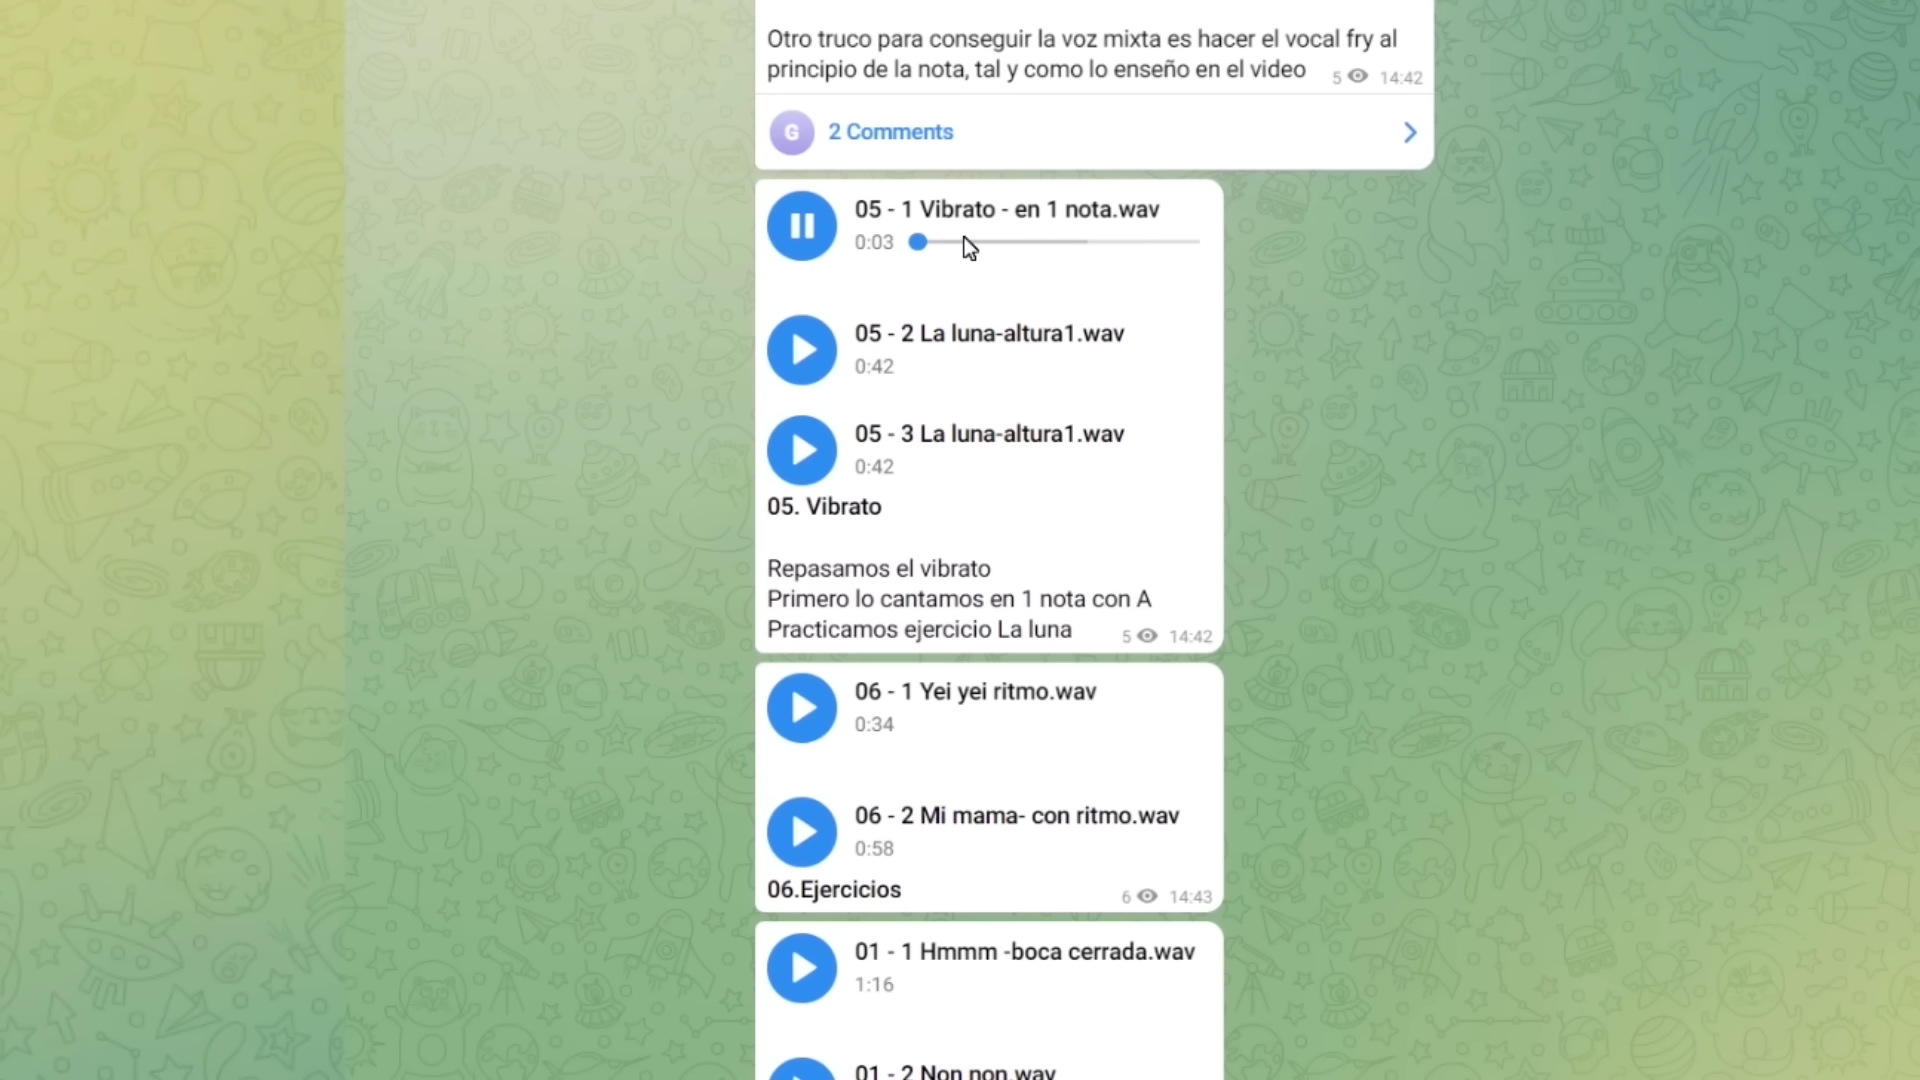 Otro truco para conseguir la voz mixta es hacer el vocal fry al
principio de la nota, tal y como lo enseño en el video 5 14:42
G 2 Comments
05 - 1 Vibrato - en 1 nota.wav
0:03
05 - 2 La luna-altura1.wav
0:42
05 - 3 La luna-altura1.wav
0:42
05. Vibrato
Repasamos el vibrato
Primero lo cantamos en 1 nota con A
Practicamos ejercicio La luna 5 14:42
06 - 1 Yei yei ritmo.wav
0:34
06 - 2 Mi mama- con ritmo.wav
0:58
06.Ejercicios 6 14:43
01 - 1 Hmmm -boca cerrada.wav
1:16
01 - 2 Non non.wav